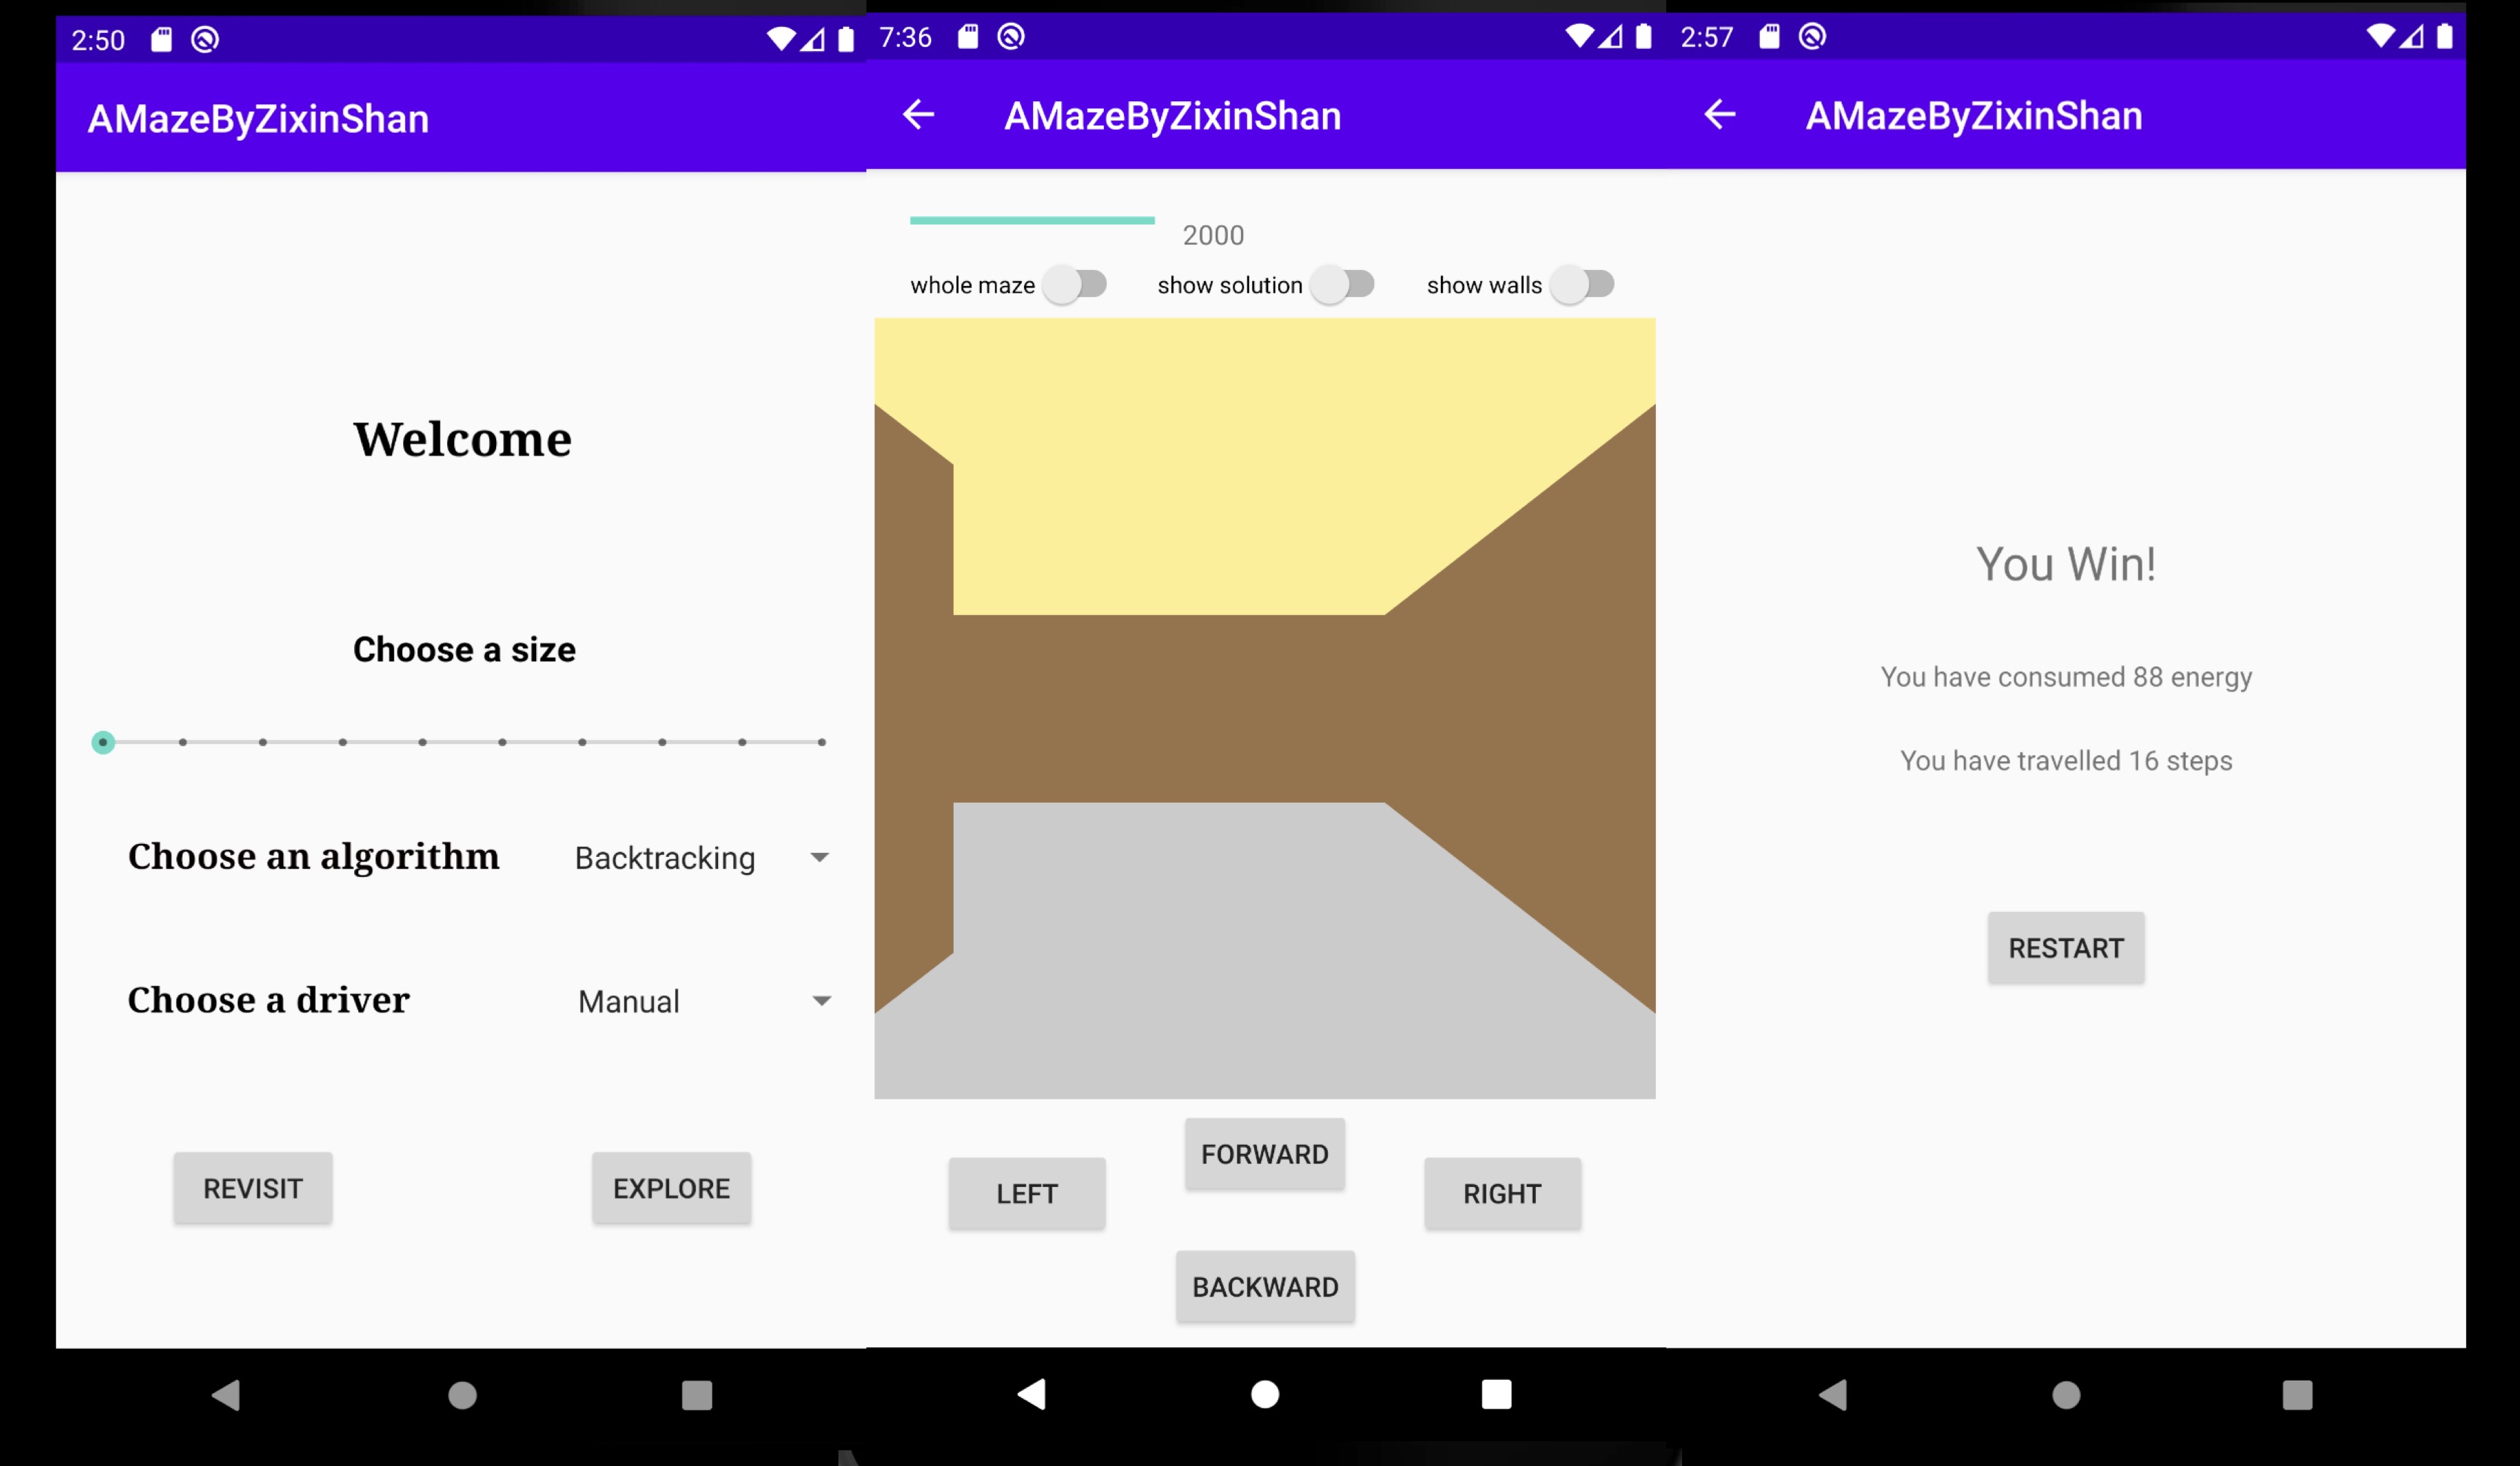 2:50
AMazeByZixinShan
Welcome
Choose a size
Choose an algorithm Backtracking
Choose a driver Manual
REVISIT EXPLORE
7:36
AMazeByZixinShan
2000
whole maze show solution show walls
FORWARD
LEFT RIGHT
BACKWARD
2:57
AMazeByZixinShan
You Win!
You have consumed 88 energy
You have travelled 16 steps
RESTART